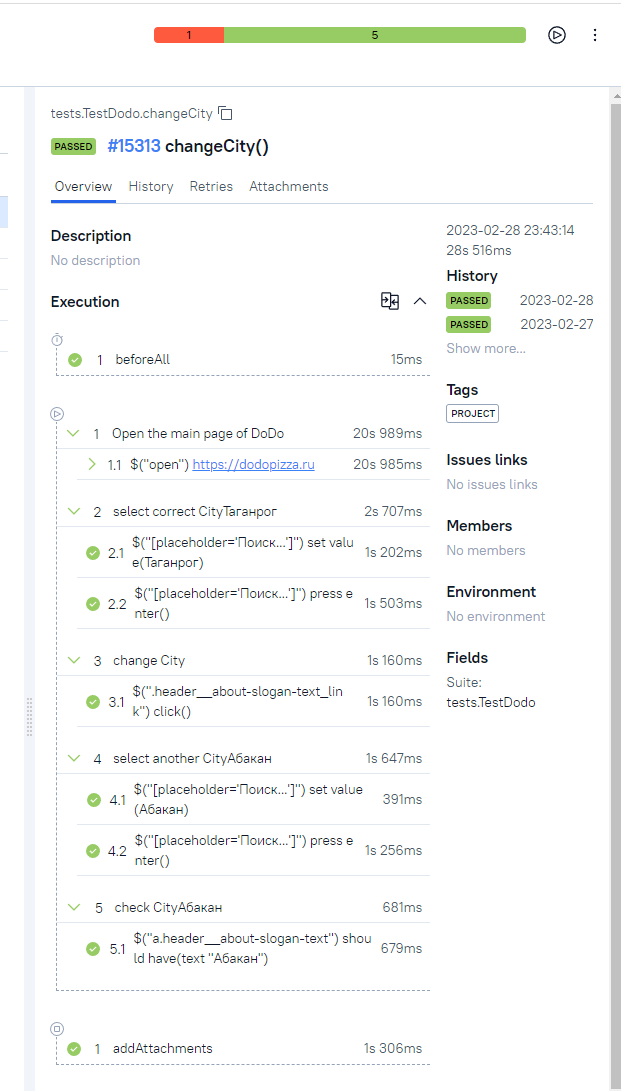 1 5
tests.TestDodo.changeCity
PASSED #15313 changeCity()
Overview History Retries Attachments
Description
No description
Execution
1 beforeAll 15ms
1 Open the main page of DoDo 20s 989ms
1.1 $("open") https://dodopizza.ru 20s 985ms
2 select correct CityТаганрог 2s 707ms
2.1 $("[placeholder='Поиск...']") set valu
e(Таганрог) 1s 202ms
2.2 $("[placeholder='Поиск...']") press e
nter() 1s 503ms
3 change City 1s 160ms
3.1 $(".header__about-slogan-text_lin
k") click() 1s 160ms
4 select another CityАбакан 1s 647ms
4.1 $("[placeholder='Поиск...']") set value
(Абакан) 391ms
4.2 $("[placeholder='Поиск...']") press e
nter() 1s 256ms
5 check CityАбакан 681ms
5.1 $("a.header__about-slogan-text") shou
ld have(text "Абакан") 679ms
1 addAttachments 1s 306ms
2023-02-28 23:43:14
28s 516ms
History
PASSED 2023-02-28
PASSED 2023-02-27
Show more...
Tags
PROJECT
Issues links
No issues links
Members
No members
Environment
No environment
Fields
Suite:
tests.TestDodo